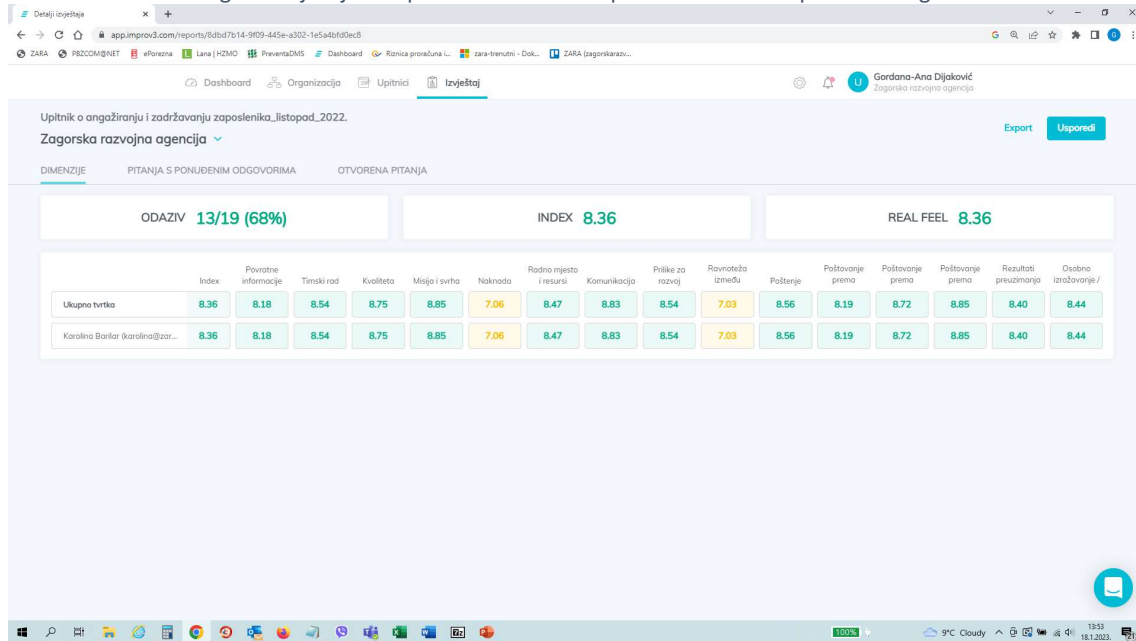 Detalji izvještaja
app.improv3.com/reports/8dbd7b14-9f09-445e-a302-1e5a4bfd0ec8
ZARA PBZCOM@NET ePorezna Lana | HZMO PreventaDMS Dashboard Riznica proračuna i... zara-trenutni - Dok... ZARA (zagorskarazv...
Dashboard Organizacija Upitnici Izvještaj
U Gordana-Ana Dijaković
Zagorska razvojna agencija
Upitnik o angažiranju i zadržavanju zaposlenika_listopad_2022.
Zagorska razvojna agencija
Export Usporedi
DIMENZIJE PITANJA S PONUĐENIM ODGOVORIMA OTVORENA PITANJA
ODAZIV 13/19 (68%) INDEX 8.36 REAL FEEL 8.36
Index Povratne informacije Timski rad Kvaliteta Misija i svrha Naknada Radno mjesto i resursi Komunikacija Prilike za razvoj Ravnoteža između Poštenje Poštovanje prema Poštovanje prema Poštovanje prema Rezultati preuzimanja Osobno izražavanje /
Ukupno tvrtka 8.36 8.18 8.54 8.75 8.85 7.06 8.47 8.83 8.54 7.03 8.56 8.19 8.72 8.85 8.40 8.44
Karolina Barilar (karolina@zar... 8.36 8.18 8.54 8.75 8.85 7.06 8.47 8.83 8.54 7.03 8.56 8.19 8.72 8.85 8.40 8.44
100% 9°C Cloudy 13:53
18.1.2023.